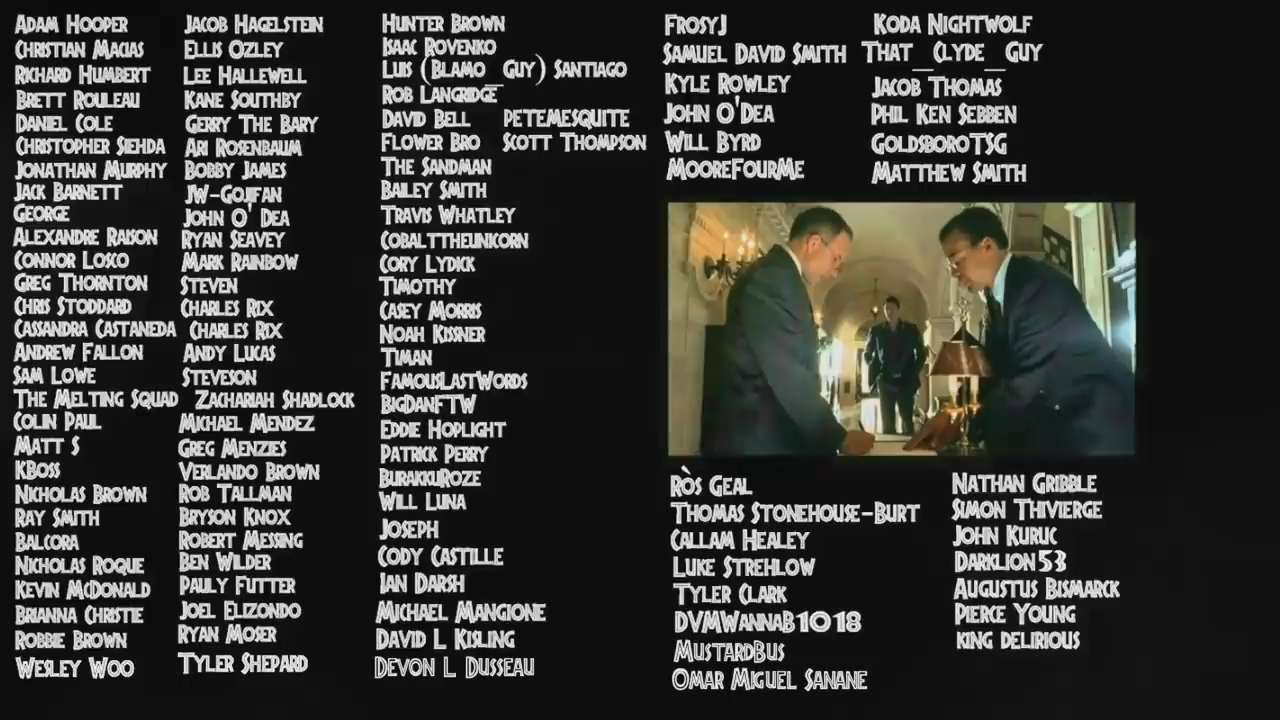 Adam Hooper
Christian Macias
Richard Humbert
Brett Rouleau
Daniel Cole
Christopher Siehda
Jonathan Murphy
Jack Barnett
George
Alexandre Raison
Connor Losco
Greg Thornton
Chris Stoddard
Cassandra Castaneda
Andrew Fallon
Sam Lowe
The Melting Squad
Colin Paul
Matt S
KBoss
Nicholas Brown
Ray Smith
Balcora
Nicholas Roque
Kevin McDonald
Brianna Christie
Robbie Brown
Wesley Woo
Jacob Hagelstein
Ellis Ozley
Lee Hallewell
Kane Southby
Gerry The Bary
Ari Rosenbaum
Bobby James
JW-Gojifan
John O' Dea
Ryan Seavey
Mark Rainbow
Steven
Charles Rix
Charles Rix
Andy Lucas
Steveson
Zachariah Shadlock
Michael Mendez
Greg Menzies
Verlando Brown
Rob Tallman
Bryson Knox
Robert Messing
Ben Wilder
Pauly Futter
Joel Elizondo
Ryan Moser
Tyler Shepard
Hunter Brown
Isaac Rovenko
Luis (Blamo_Guy) Santiago
Rob Langridge
David Bell petemesquite
Flower Bro Scott Thompson
The Sandman
Bailey Smith
Travis Whatley
Cobalttheunicorn
Cory Lydick
Timothy
Casey Morris
Noah Kissner
Timan
FamousLastWords
BigDanFTW
Eddie Hoplight
Patrick Perry
BurakkuRoze
Will Luna
Joseph
Cody Castille
Ian Darsh
Michael Mangione
David L Kisling
Devon L Dusseau
FrosyJ
Samuel David Smith
Kyle Rowley
John O'Dea
Will Byrd
MooreFourMe
Koda Nightwolf
That_Clyde_Guy
Jacob Thomas
Phil Ken Sebben
GoldsboroTSG
Matthew Smith
Ròs Geal
Thomas Stonehouse-Burt
Callam Healey
Luke Strehlow
Tyler Clark
DVMWannaB1018
MustardBus
Omar Miguel Sanane
Nathan Gribble
Simon Thivierge
John Kuruc
Darklion53
Augustus Bismarck
Pierce Young
king delirious